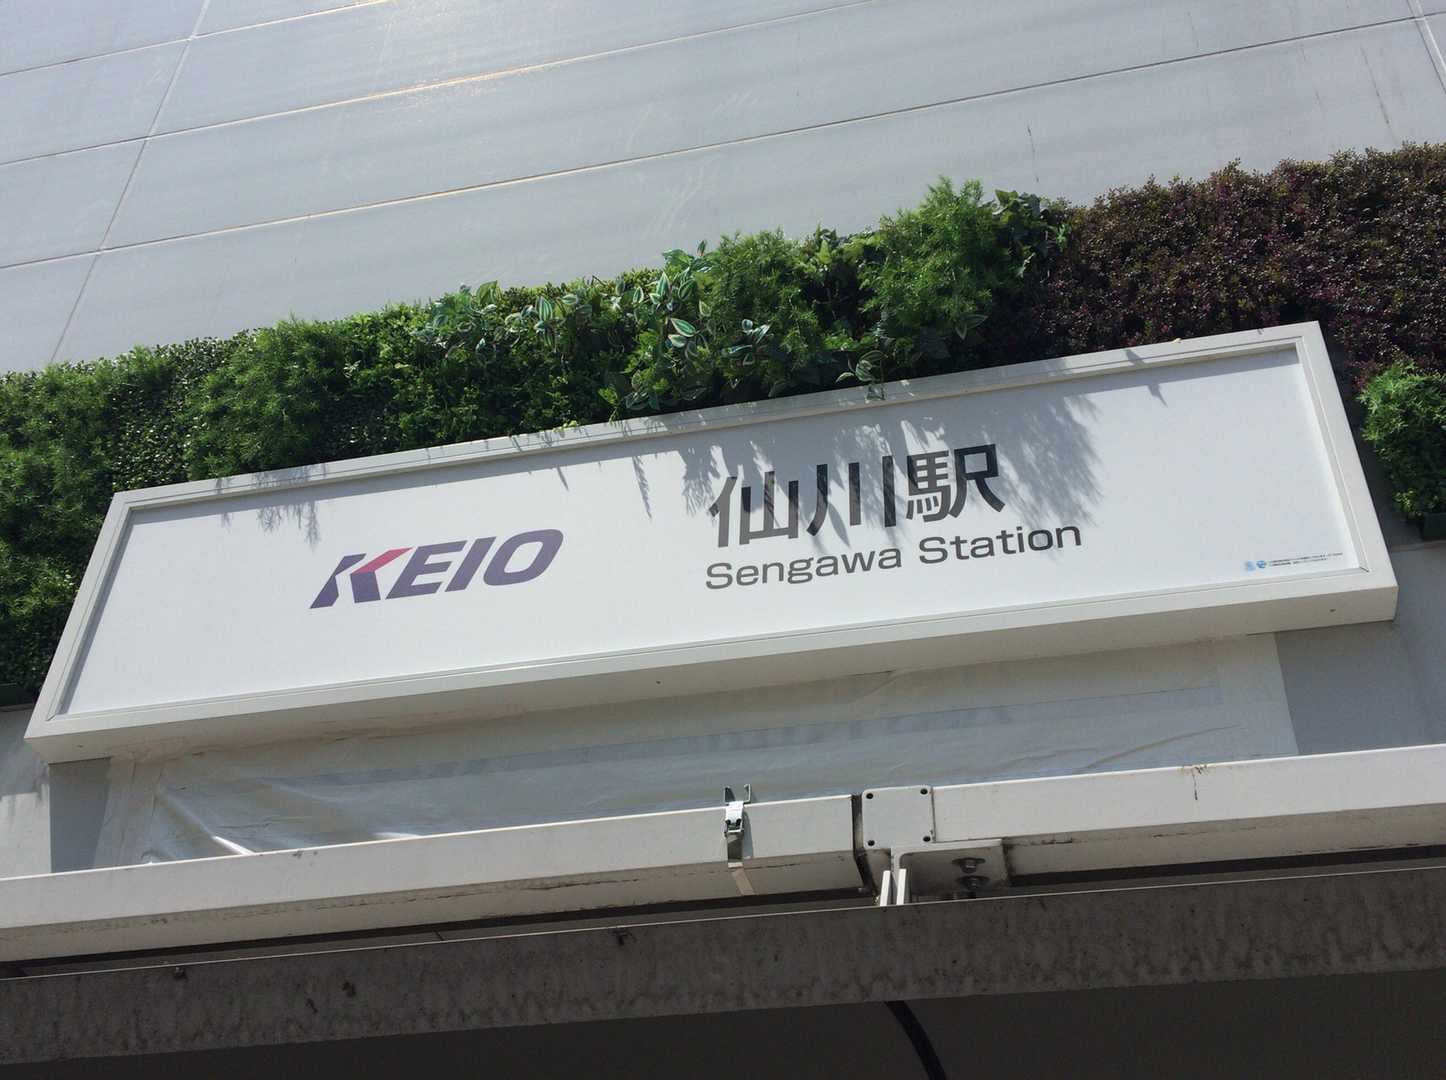 KEIO
仙川駅
Sengawa Station